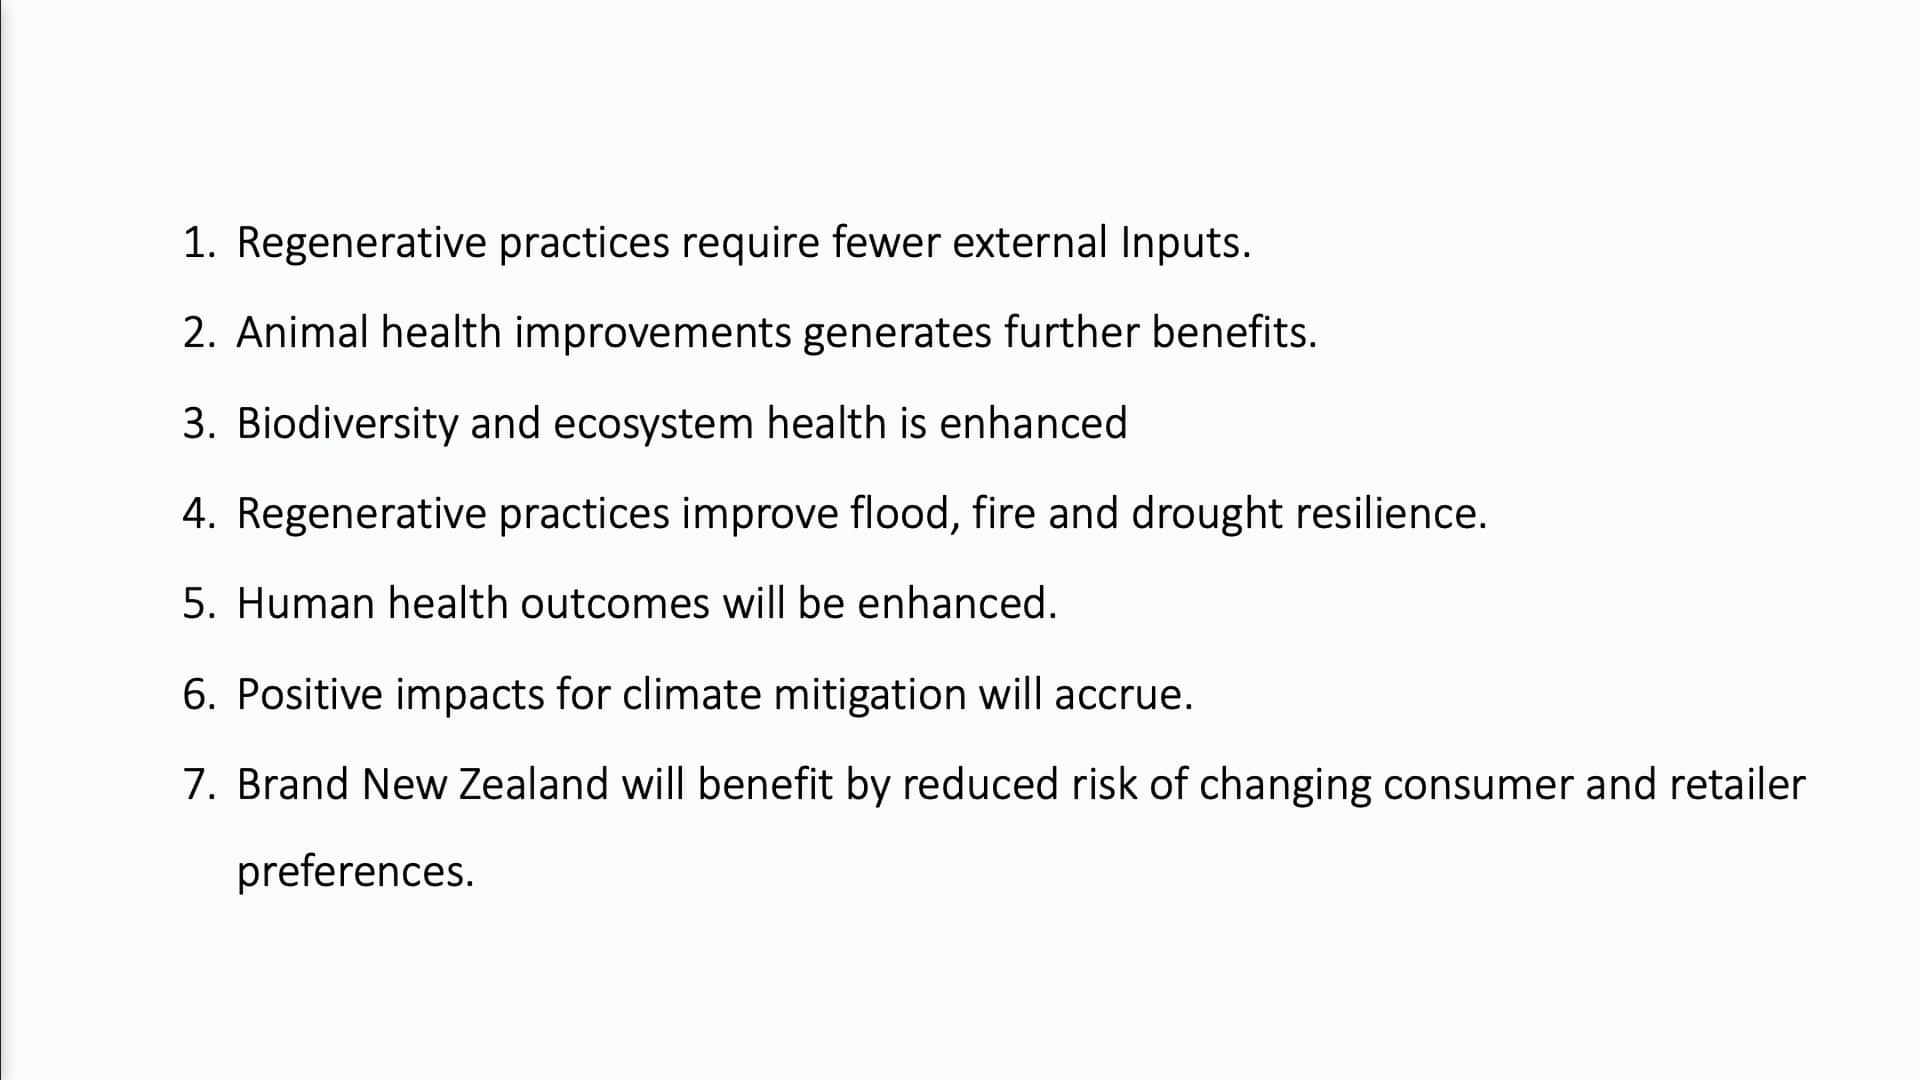 1. Regenerative practices require fewer external Inputs.
2. Animal health improvements generates further benefits.
3. Biodiversity and ecosystem health is enhanced
4. Regenerative practices improve flood, fire and drought resilience.
5. Human health outcomes will be enhanced.
6. Positive impacts for climate mitigation will accrue.
7. Brand New Zealand will benefit by reduced risk of changing consumer and retailer
preferences.